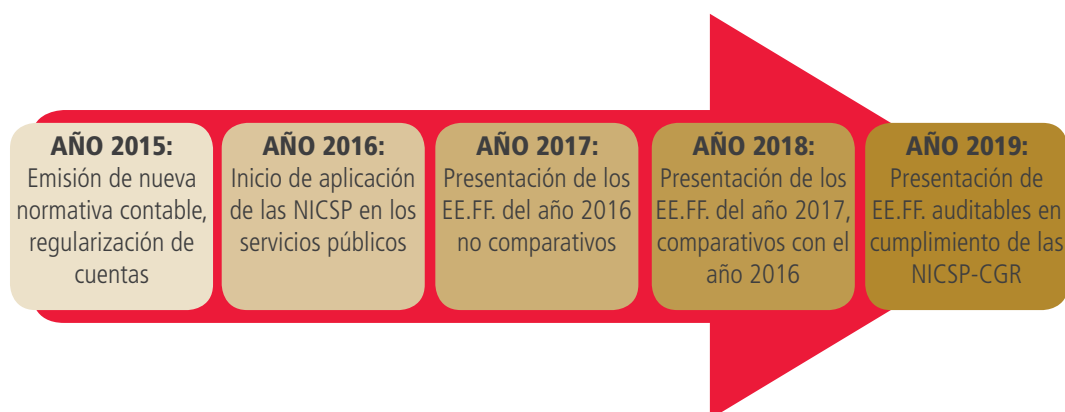 AÑO 2015:
Emisión de nueva
normativa contable,
regularización de
cuentas
AÑO 2016:
Inicio de aplicación
de las NICSP en los
servicios públicos
AÑO 2017:
Presentación de los
EE.FF. del año 2016
no comparativos
AÑO 2018:
Presentación de los
EE.FF. del año 2017,
comparativos con el
año 2016
AÑO 2019:
Presentación de
EE.FF. auditables en
cumplimiento de las
NICSP-CGR